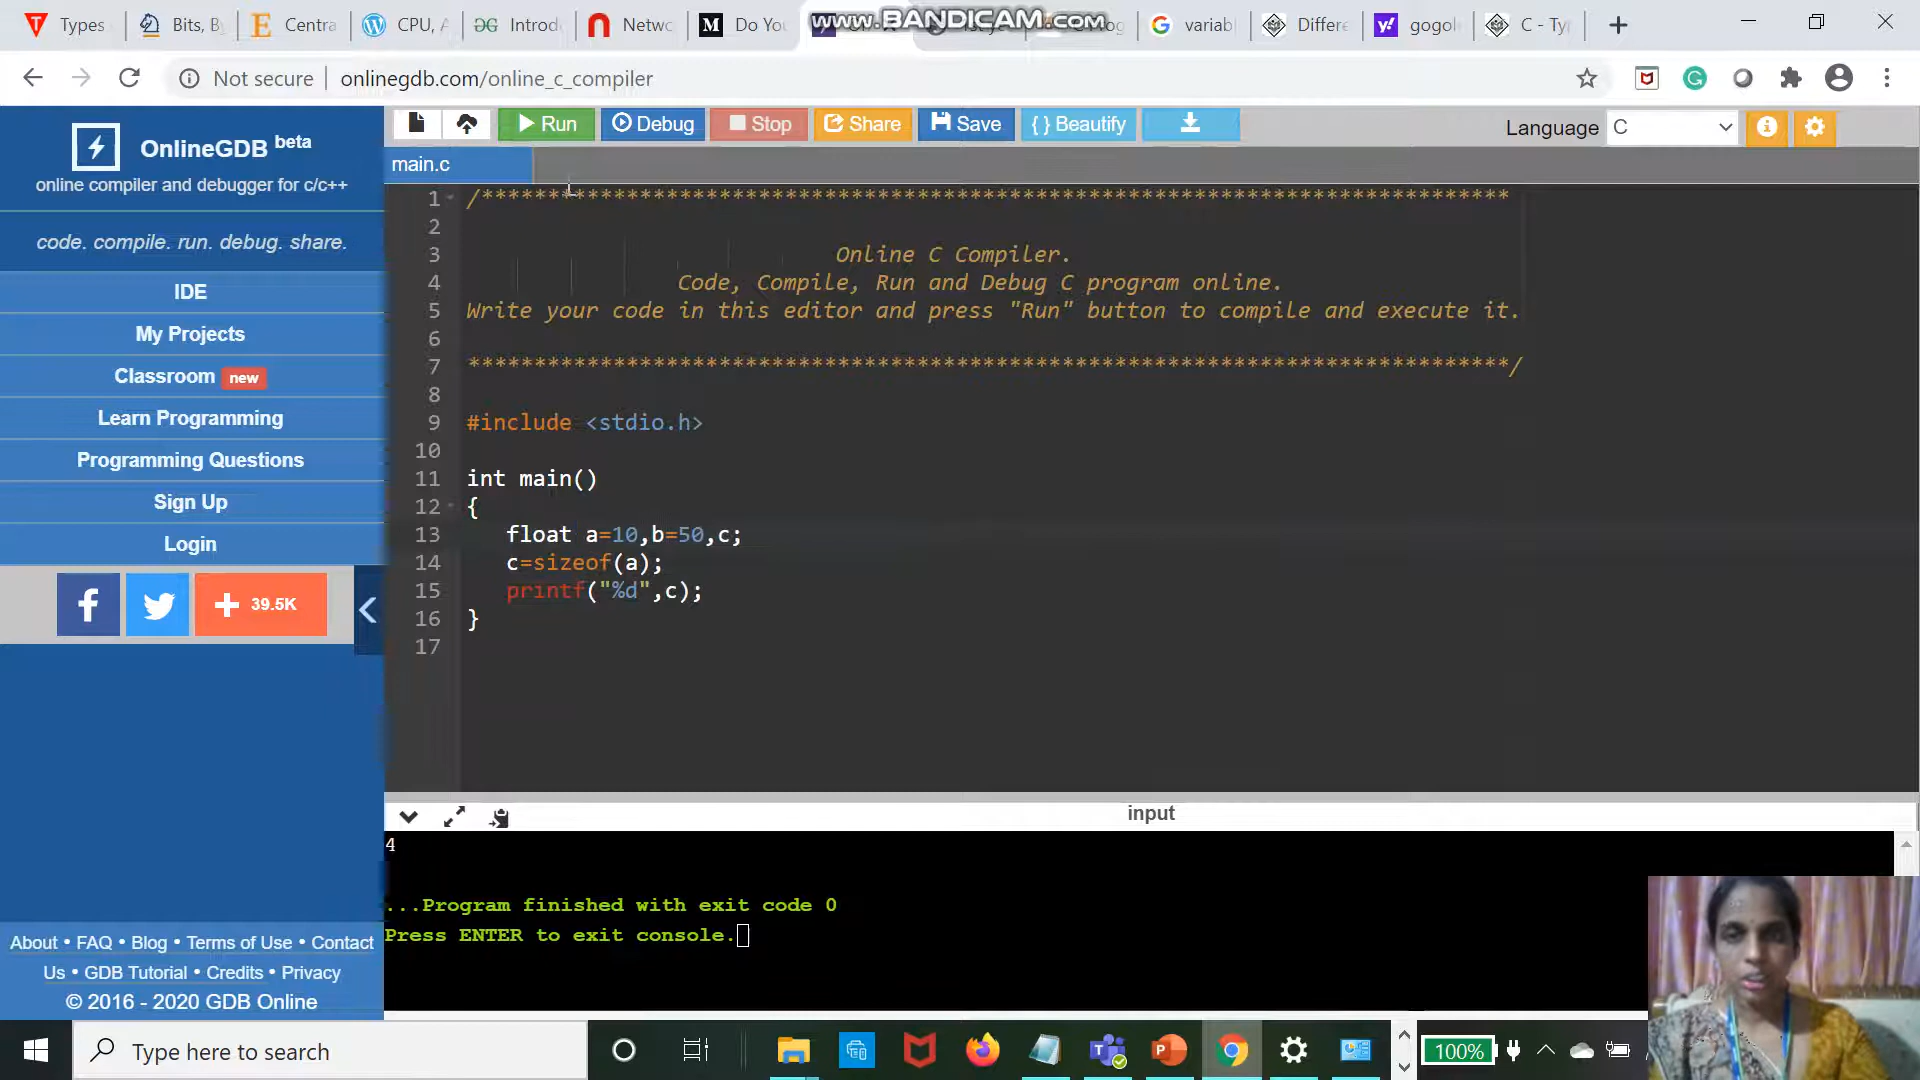 Types
Bits, B
Centra
CPU, A
Introd
Netwo
Do You
www.BANDICAM.com
variab
Differe
gogol
C - Typ
Not secure
onlinegdb.com/online_c_compiler
OnlineGDB beta
online compiler and debugger for c/c++
code. compile. run. debug. share.
IDE
My Projects
Classroom new
Learn Programming
Programming Questions
Sign Up
Login
39.5K
About • FAQ • Blog • Terms of Use • Contact
Us • GDB Tutorial • Credits • Privacy
© 2016 - 2020 GDB Online
Run
Debug
Stop
Share
Save
{ } Beautify
Language C
main.c
1 /******************************************************************************
2
3 Online C Compiler.
4 Code, Compile, Run and Debug C program online.
5 Write your code in this editor and press "Run" button to compile and execute it.
6
7 *******************************************************************************/
8
9 #include <stdio.h>
10
11 int main()
12 {
13 float a=10,b=50,c;
14 c=sizeof(a);
15 printf("%d",c);
16 }
17
input
4
...Program finished with exit code 0
Press ENTER to exit console.
Type here to search
100%